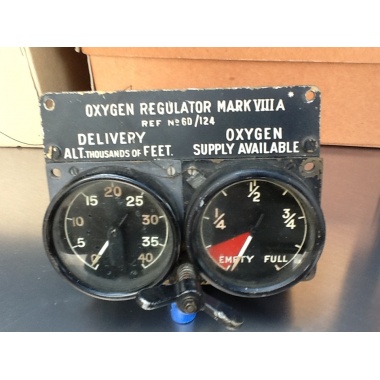 OXYGEN REGULATOR MARK VIII A
REF Nº 6D/124
DELIVERY
ALT. THOUSANDS OF FEET.
OXYGEN
SUPPLY AVAILABLE
0 5 10 15 20 25 30 35 40
1/4 1/2 3/4
EMPTY FULL